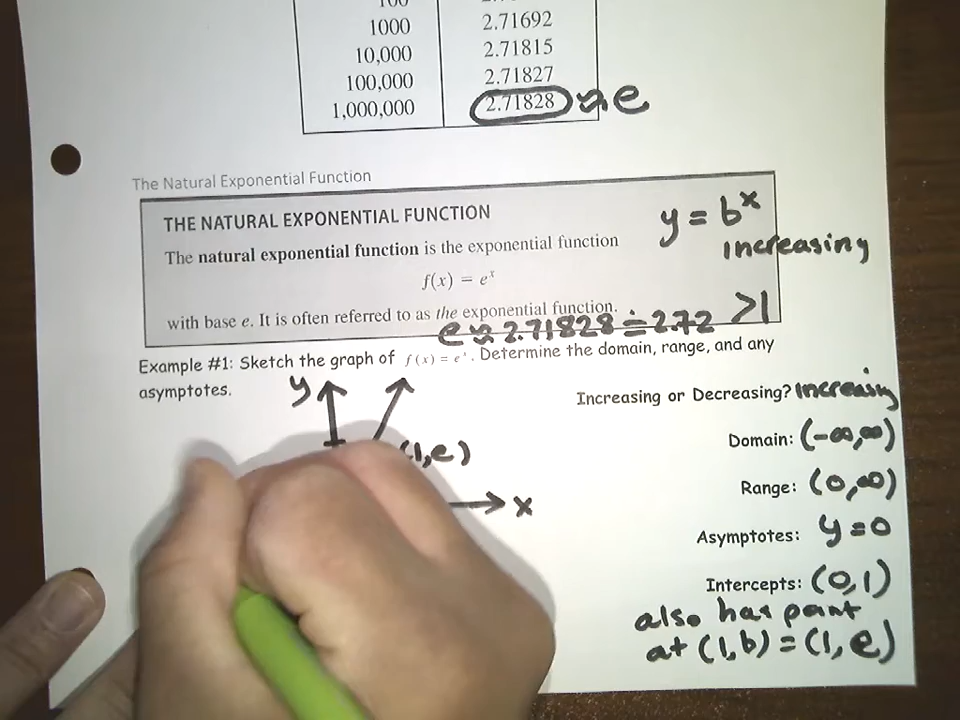 100
1000 2.71692
10,000 2.71815
100,000 2.71827
1,000,000 2.71828 ≈ e
The Natural Exponential Function
THE NATURAL EXPONENTIAL FUNCTION
y = bˣ
The natural exponential function is the exponential function
increasing
f(x) = eˣ
with base e. It is often referred to as the exponential function.
e ≈ 2.71828 ≐ 2.72 >1
Example #1: Sketch the graph of f(x) = eˣ. Determine the domain, range, and any
asymptotes.
y
Increasing or Decreasing? increasing
Domain: (-∞,∞)
(1,e)
Range: (0,∞)
x
Asymptotes: y=0
Intercepts: (0,1)
also has point
at (1,b) = (1,e)